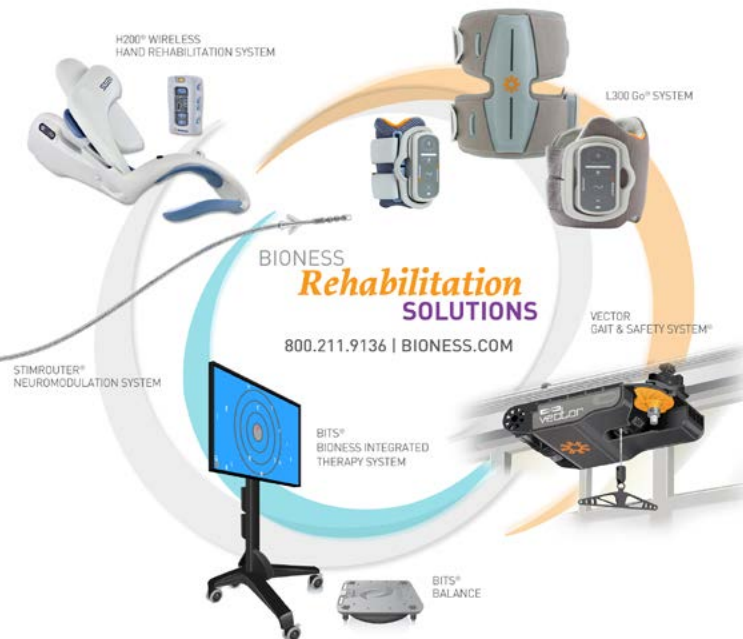 H200® WIRELESS
HAND REHABILITATION SYSTEM
L300 Go® SYSTEM
BIONESS
Rehabilitation
SOLUTIONS
800.211.9136 | BIONESS.COM
VECTOR
GAIT & SAFETY SYSTEM®
STIMROUTER®
NEUROMODULATION SYSTEM
vector
BITS®
BIONESS INTEGRATED
THERAPY SYSTEM
BITS®
BALANCE